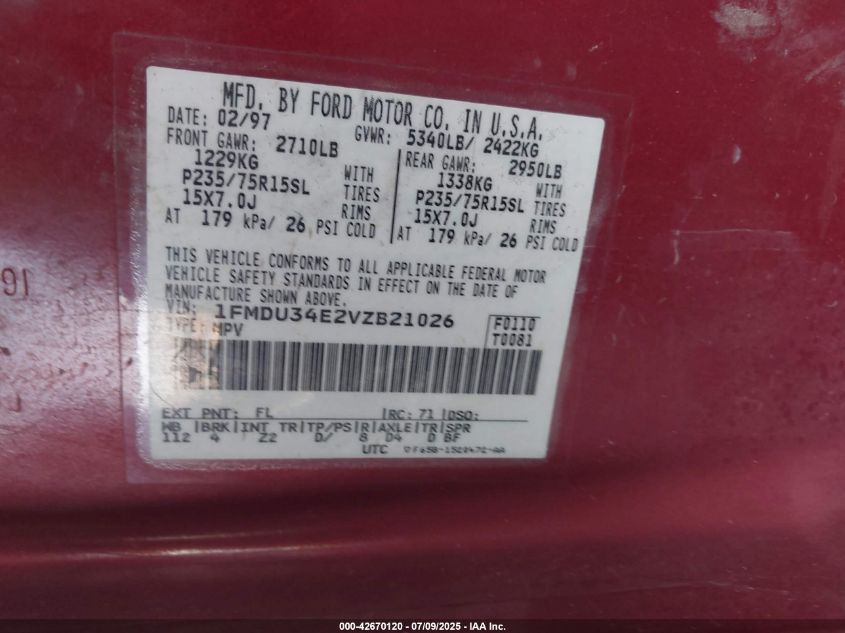 MFD. BY FORD MOTOR CO. IN U.S.A.
DATE: 02/97 GVWR: 5340LB/ 2422KG
FRONT GAWR: 2710LB REAR GAWR: 2950LB
1229KG WITH 1338KG WITH
P235/75R15SL TIRES P235/75R15SL TIRES
15X7.0J RIMS 15X7.0J RIMS
AT 179 kPa/ 26 PSI COLD AT 179 kPa/ 26 PSI COLD
THIS VEHICLE CONFORMS TO ALL APPLICABLE FEDERAL MOTOR
VEHICLE SAFETY STANDARDS IN EFFECT ON THE DATE OF
MANUFACTURE SHOWN ABOVE.
VIN: 1FMDU34E2VZB21026 F0110
TYPE: MPV T0081
EXT PNT: FL RC: 71 DSO:
WB BRK INT TR TP/PS R AXLE TR SPR
112 4 Z2 D/ 8 D4 D BF
UTC
16
000-42670120 | 07/09/2025 - IAA Inc.